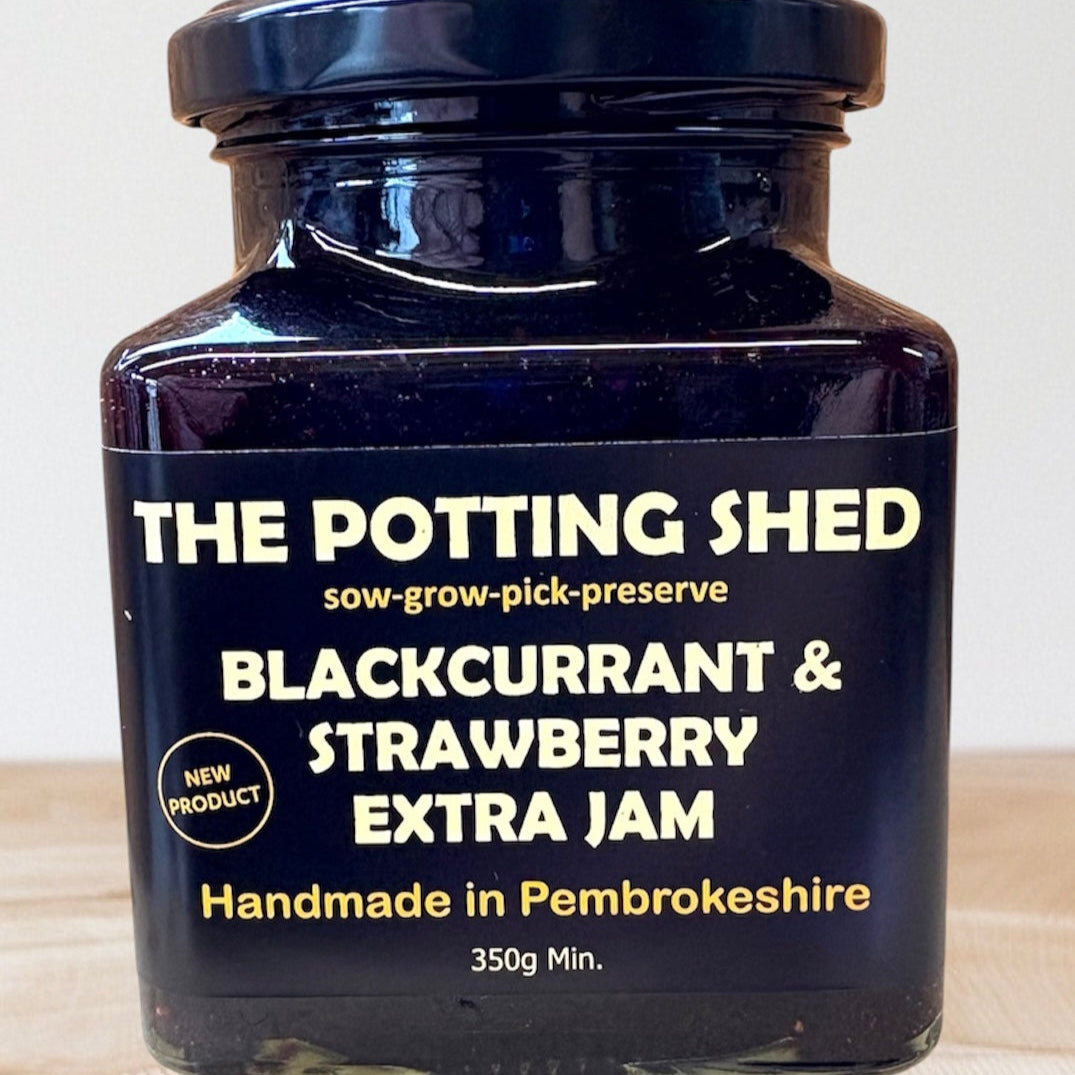 THE POTTING SHED
sow-grow-pick-preserve
BLACKCURRANT &
STRAWBERRY
EXTRA JAM
NEW
PRODUCT
Handmade in Pembrokeshire
350g Min.